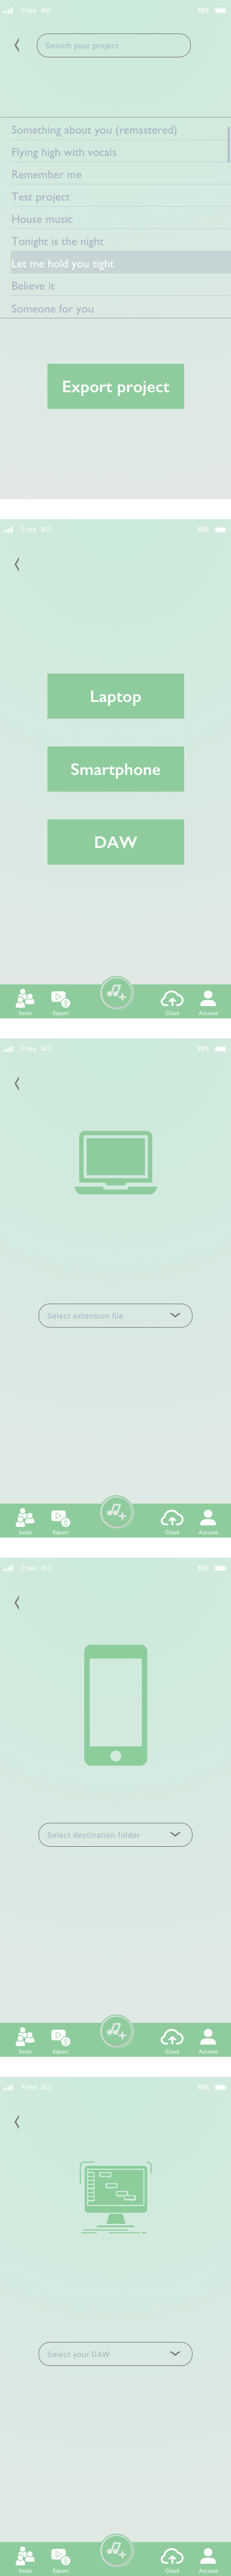 Free 4G 98%
Search your project
Something about you (remastered)
Flying high with vocals
Remember me
Test project
House music
Tonight is the night
Let me hold you tight
Believe it
Someone for you
Export project
Free 4G 98%
Laptop
Smartphone
DAW
Social Export Cloud Account
Free 4G 98%
Select extension file
Social Export Cloud Account
Free 4G 98%
Select destination folder
Social Export Cloud Account
Free 4G 98%
Select your DAW
Social Export Cloud Account